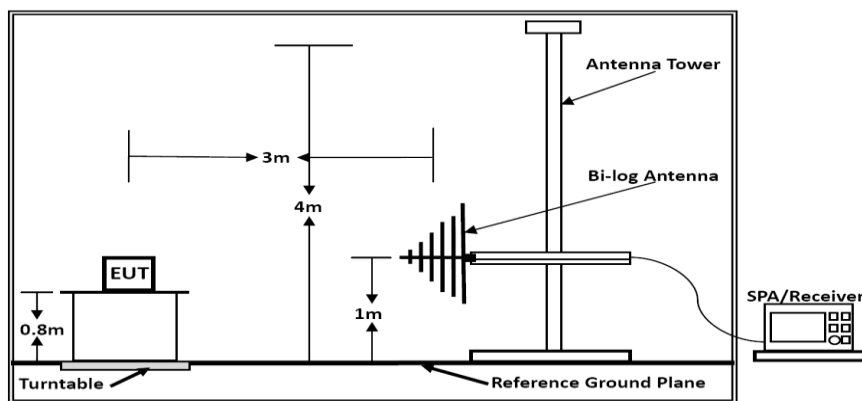 Antenna Tower
3m
Bi-log Antenna
4m
EUT
SPA/Receiver
0.8m
1m
Turntable
Reference Ground Plane